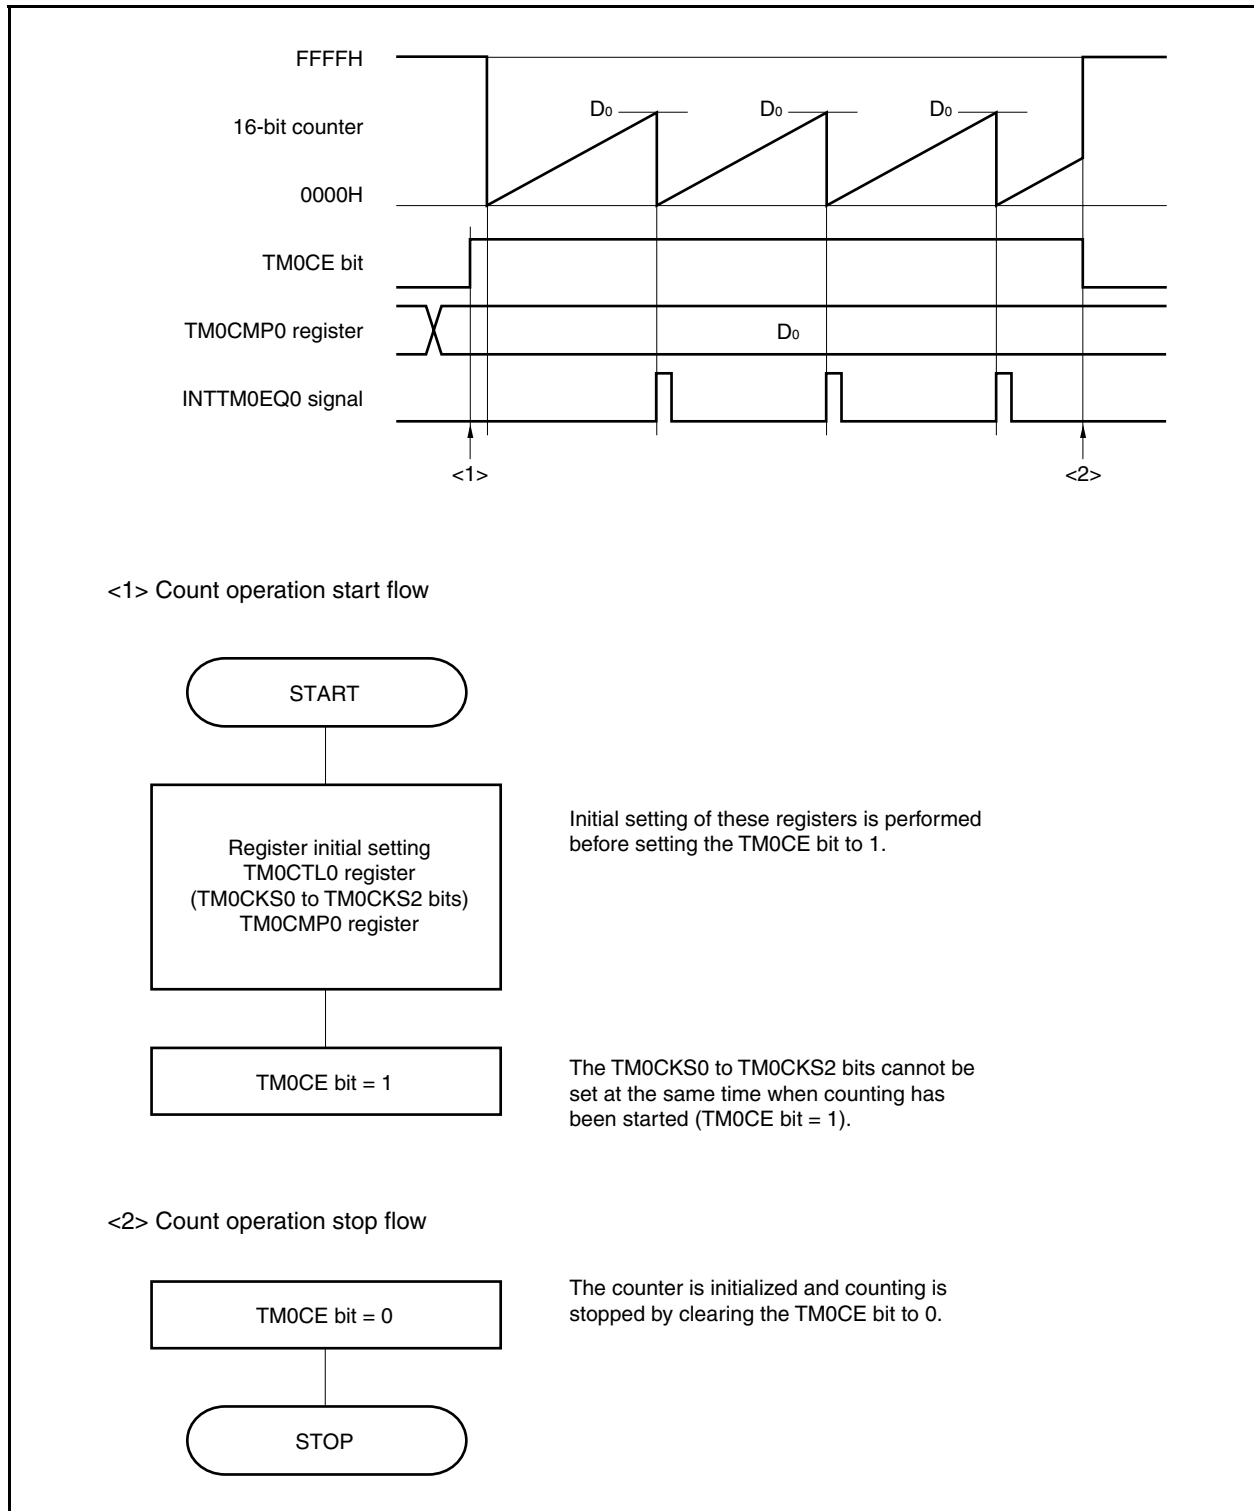 FFFFH
D0 D0 D0
16-bit counter
0000H
TM0CE bit
TM0CMP0 register D0
INTTM0EQ0 signal
<1> <2>
<1> Count operation start flow
START
Register initial setting
TM0CTL0 register
(TM0CKS0 to TM0CKS2 bits)
TM0CMP0 register
Initial setting of these registers is performed
before setting the TM0CE bit to 1.
TM0CE bit = 1
The TM0CKS0 to TM0CKS2 bits cannot be
set at the same time when counting has
been started (TM0CE bit = 1).
<2> Count operation stop flow
TM0CE bit = 0
The counter is initialized and counting is
stopped by clearing the TM0CE bit to 0.
STOP